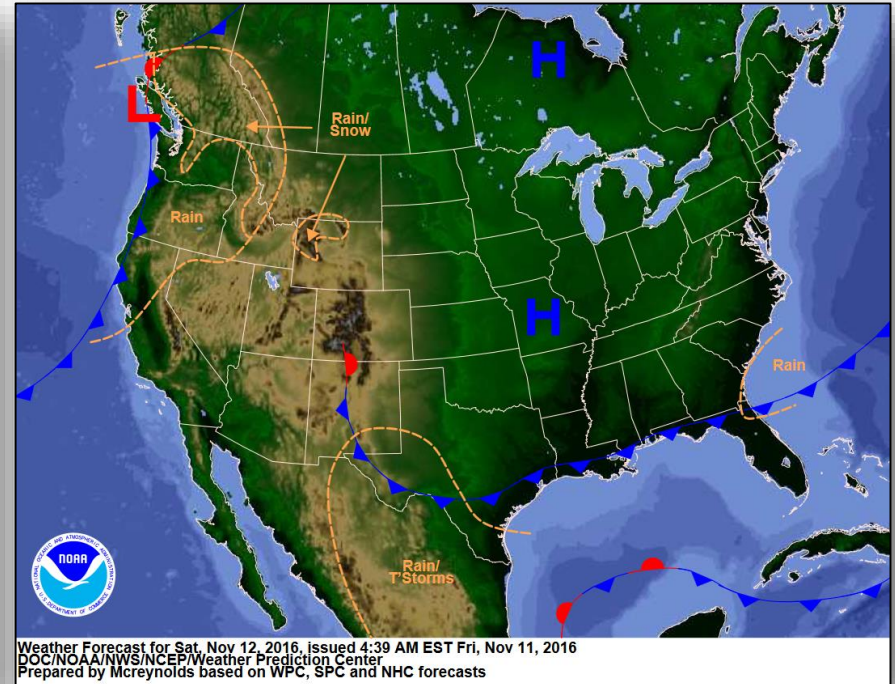 H
L
Rain/
Snow
Rain
H
Rain
Rain/
T'Storms
NATIONAL OCEANIC AND ATMOSPHERIC ADMINISTRATION
NOAA
U.S. DEPARTMENT OF COMMERCE
Weather Forecast for Sat, Nov 12, 2016, issued 4:39 AM EST Fri, Nov 11, 2016
DOC/NOAA/NWS/NCEP/Weather Prediction Center
Prepared by Mcreynolds based on WPC, SPC and NHC forecasts